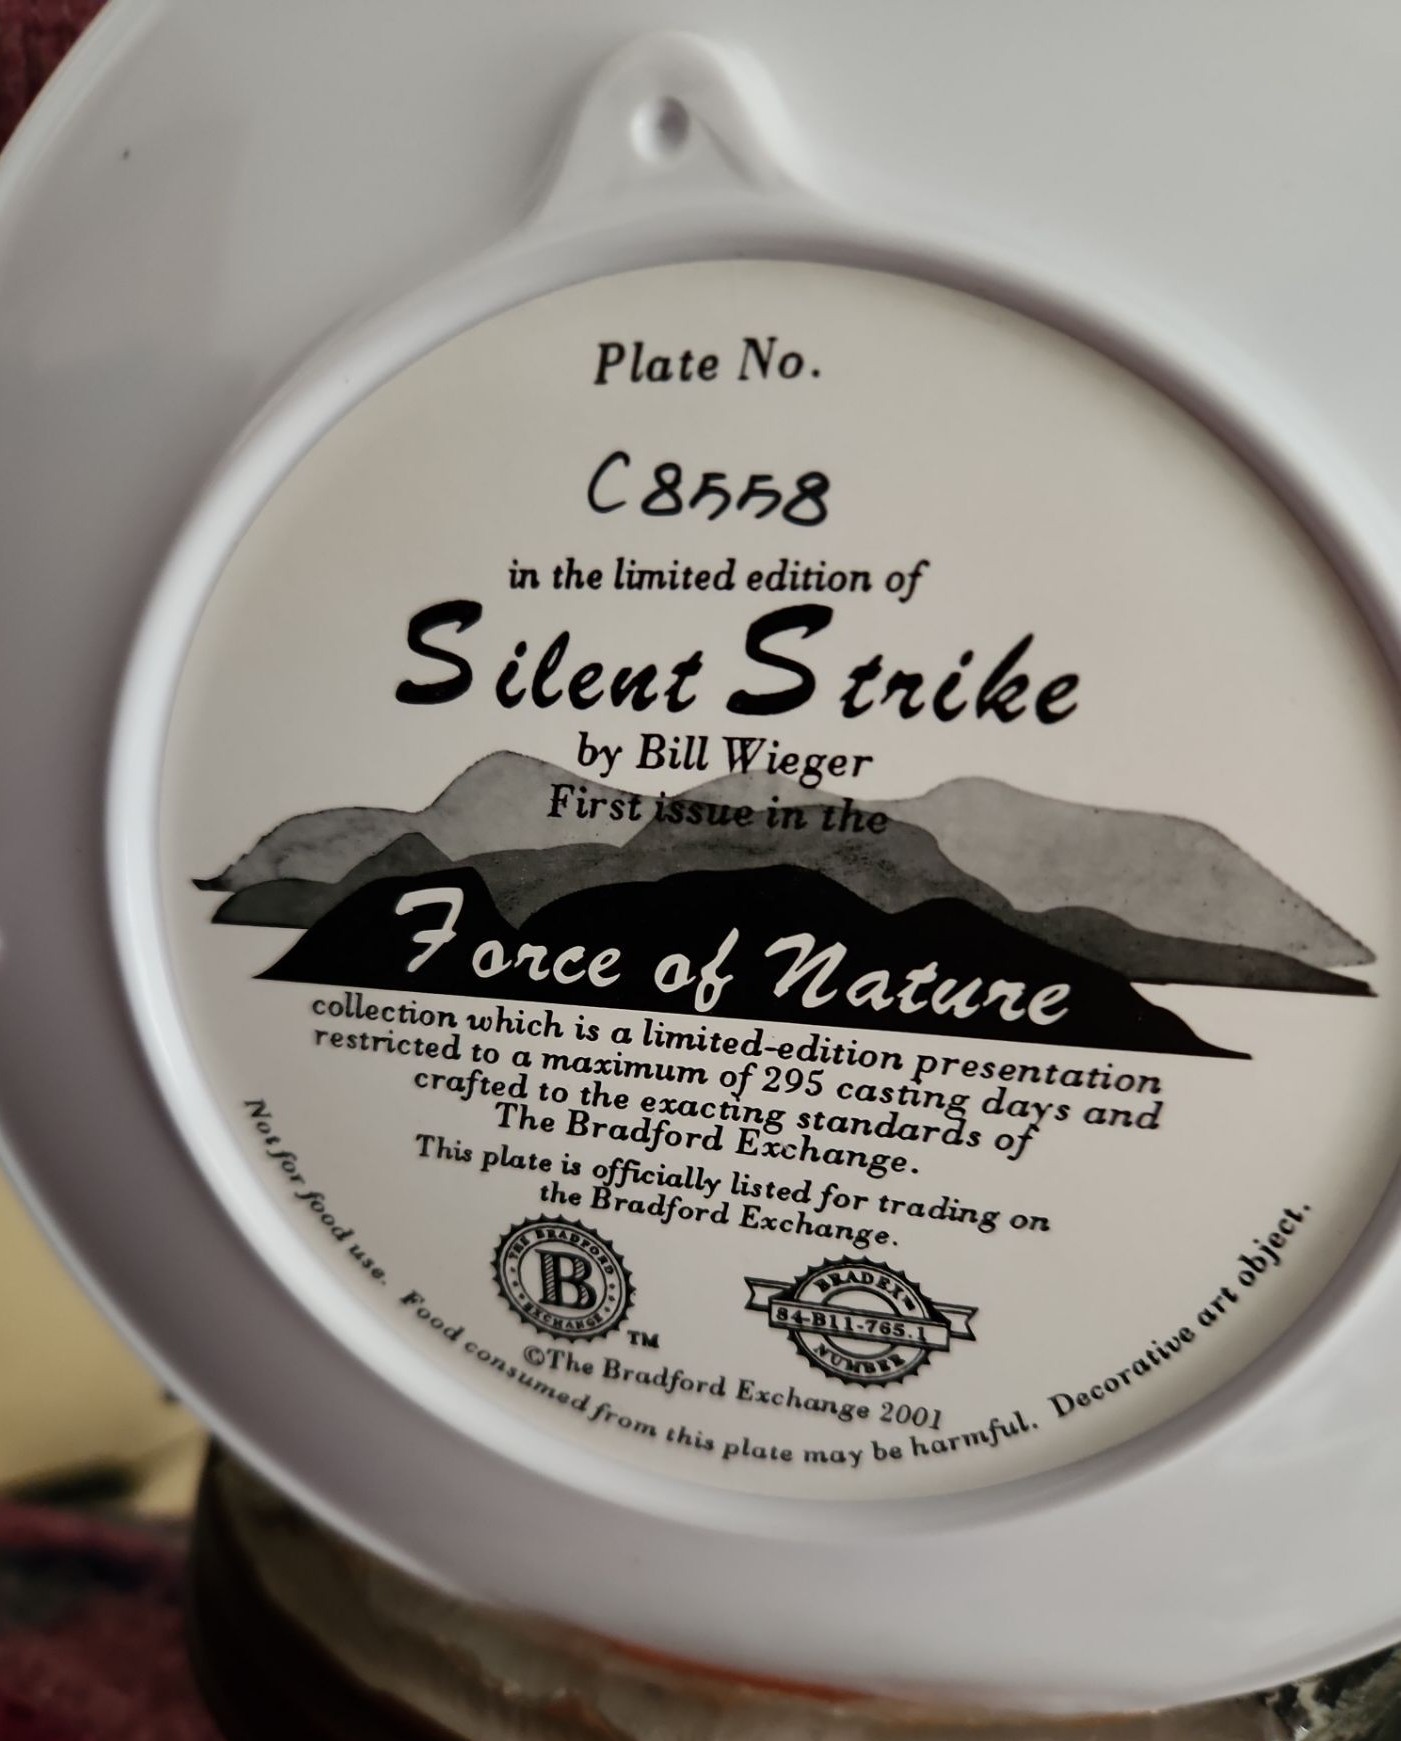 Plate No.
C8558
in the limited edition of
Silent Strike
by Bill Wieger
First issue in the
Force of Nature
collection which is a limited-edition presentation
restricted to a maximum of 295 casting days and
crafted to the exacting standards of
The Bradford Exchange.
This plate is officially listed for trading on
the Bradford Exchange.
THE BRADFORD
B
EXCHANGE
TM
BRADEX™
84-B11-765.1
NUMBER
©The Bradford Exchange 2001
Not for food use. Food consumed from this plate may be harmful. Decorative art object.